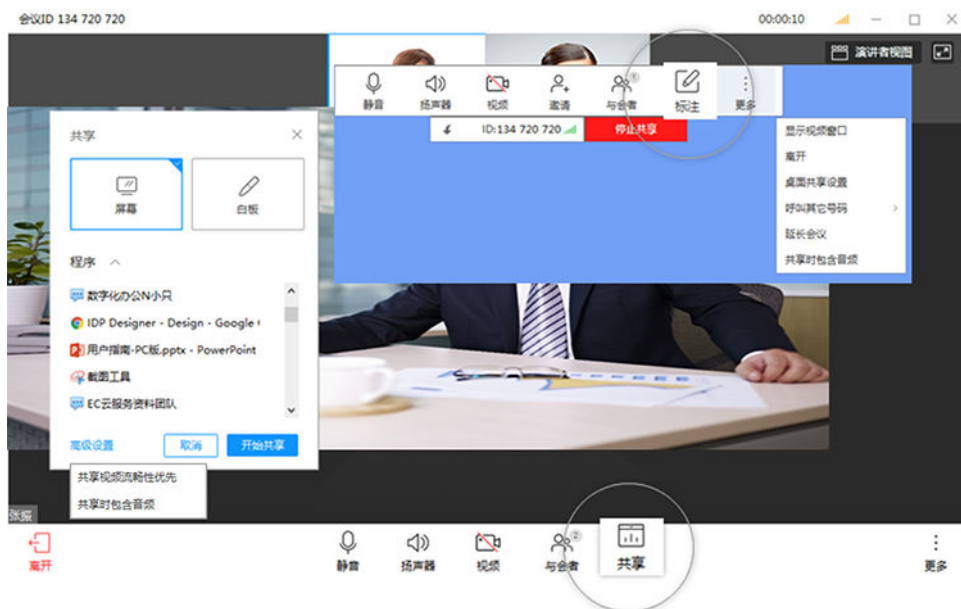 会议ID 134 720 720
00:00:10
演讲者视图
静音
扬声器
视频
邀请
与会者
1
标注
更多
ID:134 720 720
停止共享
显示视频窗口
离开
桌面共享设置
呼叫其它号码
延长会议
共享时包含音频
共享
屏幕
白板
程序
数字化办公N小只
IDP Designer - Design - Google
用户指南-PC版.pptx - PowerPoint
截图工具
EC云服务资料团队
高级设置
取消
开始共享
共享视频流畅性优先
共享时包含音频
张振
离开
静音
扬声器
视频
与会者
2
共享
更多